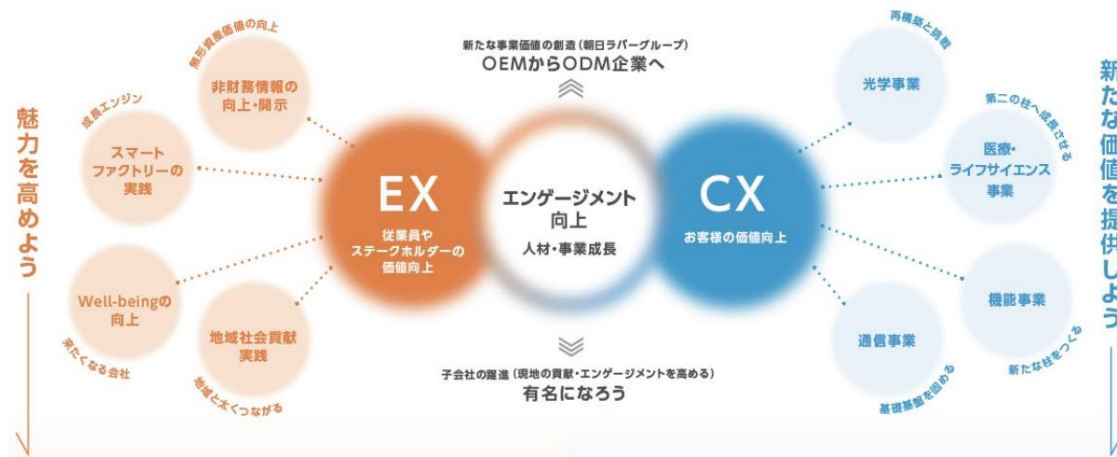 魅力を高めよう
無形資産価値の向上
非財務情報の
向上・開示
成長エンジン
スマート
ファクトリーの
実践
Well-beingの
向上
来たくなる会社
地域社会貢献
実践
地域と太くつながる
EX
従業員や
ステークホルダーの
価値向上
新たな事業価値の創造(朝日ラバーグループ)
OEMからODM企業へ
エンゲージメント
向上
人材・事業成長
子会社の躍進(現地の貢献・エンゲージメントを高める)
有名になろう
CX
お客様の価値向上
再構築と挑戦
光学事業
第二の柱へ成長させる
医療・
ライフサイエンス
事業
機能事業
新たな柱をつくる
通信事業
基礎基盤を固める
新たな価値を提供しよう